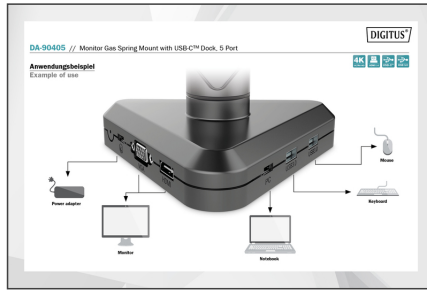 DIGITUS®
DA-90405 // Monitor Gas Spring Mount with USB-C™ Dock, 5 Port
4K
Anwendungsbeispiel
Example of use
Mouse
Power adapter
Keyboard
Monitor
Notebook